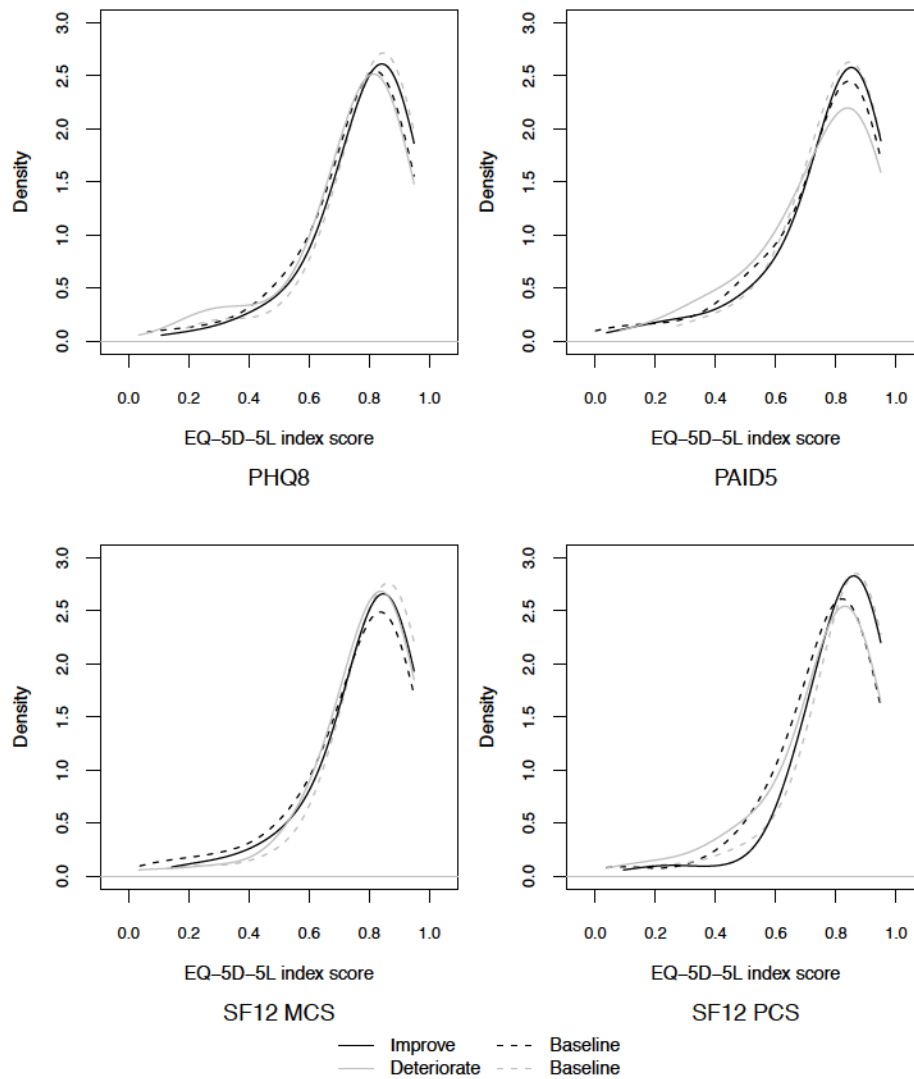 3.0 3.0
2.5 2.5
2.0 2.0
Density 1.5 Density 1.5
1.0 1.0
0.5 0.5
0.0 0.0
0.0 0.2 0.4 0.6 0.8 1.0 0.0 0.2 0.4 0.6 0.8 1.0
EQ–5D–5L index score EQ–5D–5L index score
PHQ8 PAID5
3.0 3.0
2.5 2.5
2.0 2.0
Density 1.5 Density 1.5
1.0 1.0
0.5 0.5
0.0 0.0
0.0 0.2 0.4 0.6 0.8 1.0 0.0 0.2 0.4 0.6 0.8 1.0
EQ–5D–5L index score EQ–5D–5L index score
SF12 MCS SF12 PCS
Improve Baseline
Deteriorate Baseline